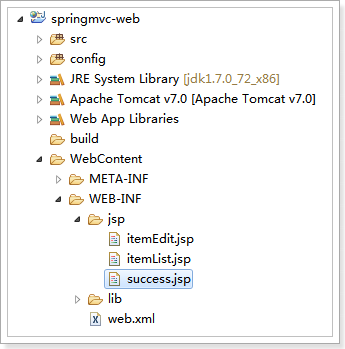 springmvc-web
src
config
JRE System Library [jdk1.7.0_72_x86]
Apache Tomcat v7.0 [Apache Tomcat v7.0]
Web App Libraries
build
WebContent
META-INF
WEB-INF
jsp
itemEdit.jsp
itemList.jsp
success.jsp
lib
web.xml